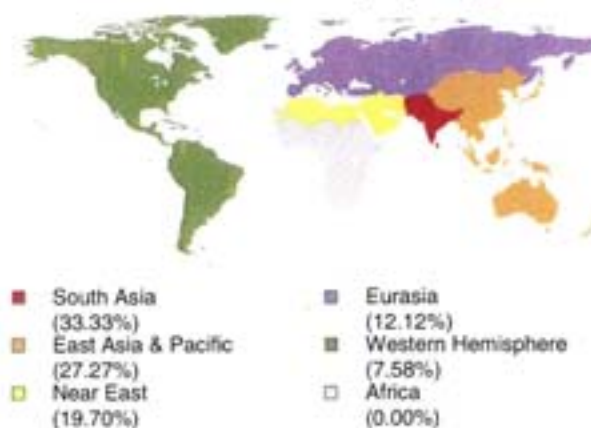 South Asia
(33.33%)
East Asia & Pacific
(27.27%)
Near East
(19.70%)
Eurasia
(12.12%)
Western Hemisphere
(7.58%)
Africa
(0.00%)